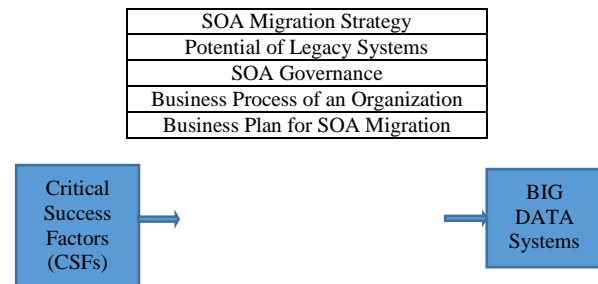 SOA Migration Strategy
Potential of Legacy Systems
SOA Governance
Business Process of an Organization
Business Plan for SOA Migration
Critical
Success
Factors
(CSFs)
BIG
DATA
Systems